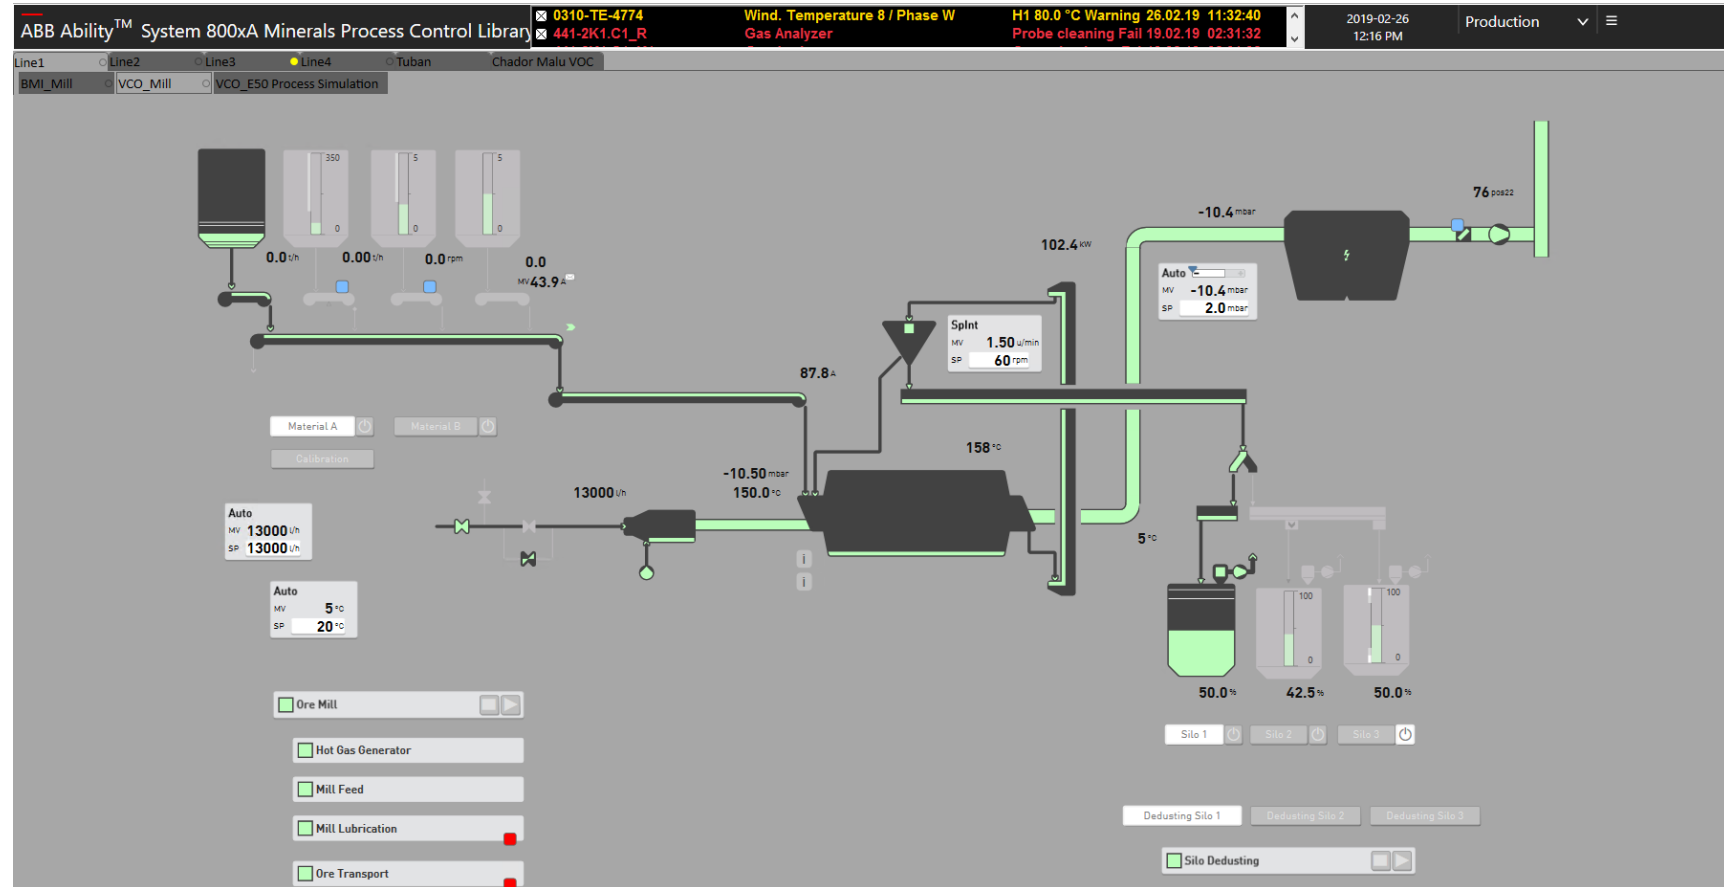 ABB Ability™ System 800xA Minerals Process Control Library
0310-TE-4774 Wind. Temperature 8 / Phase W H1 80.0 °C Warning 26.02.19 11:32:40
441-2K1.C1_R Gas Analyzer Probe cleaning Fail 19.02.19 02:31:32
2019-02-26
12:16 PM
Production
Line1 Line2 Line3 Line4 Tuban Chador Malu VOC
BMI_Mill VCO_Mill VCO_E50 Process Simulation
350 5 5
0 0 0
0.0 t/h 0.00 t/h 0.0 rpm 0.0
MV 43.9 A
76 pos22
-10.4 mbar
102.4 kW
Auto
MV -10.4 mbar
SP 2.0 mbar
SpInt
MV 1.50 u/min
SP 60 rpm
87.8 A
Material A Material B
Calibration
158 °C
-10.50 mbar
13000 l/h 150.0 °C
Auto
MV 13000 l/h
SP 13000 l/h
5 °C
i
i
Auto
MV 5 °C
SP 20 °C
100 100
0 0
50.0 % 42.5 % 50.0 %
Ore Mill
Silo 1 Silo 2 Silo 3
Hot Gas Generator
Mill Feed
Dedusting Silo 1 Dedusting Silo 2 Dedusting Silo 3
Mill Lubrication
Silo Dedusting
Ore Transport